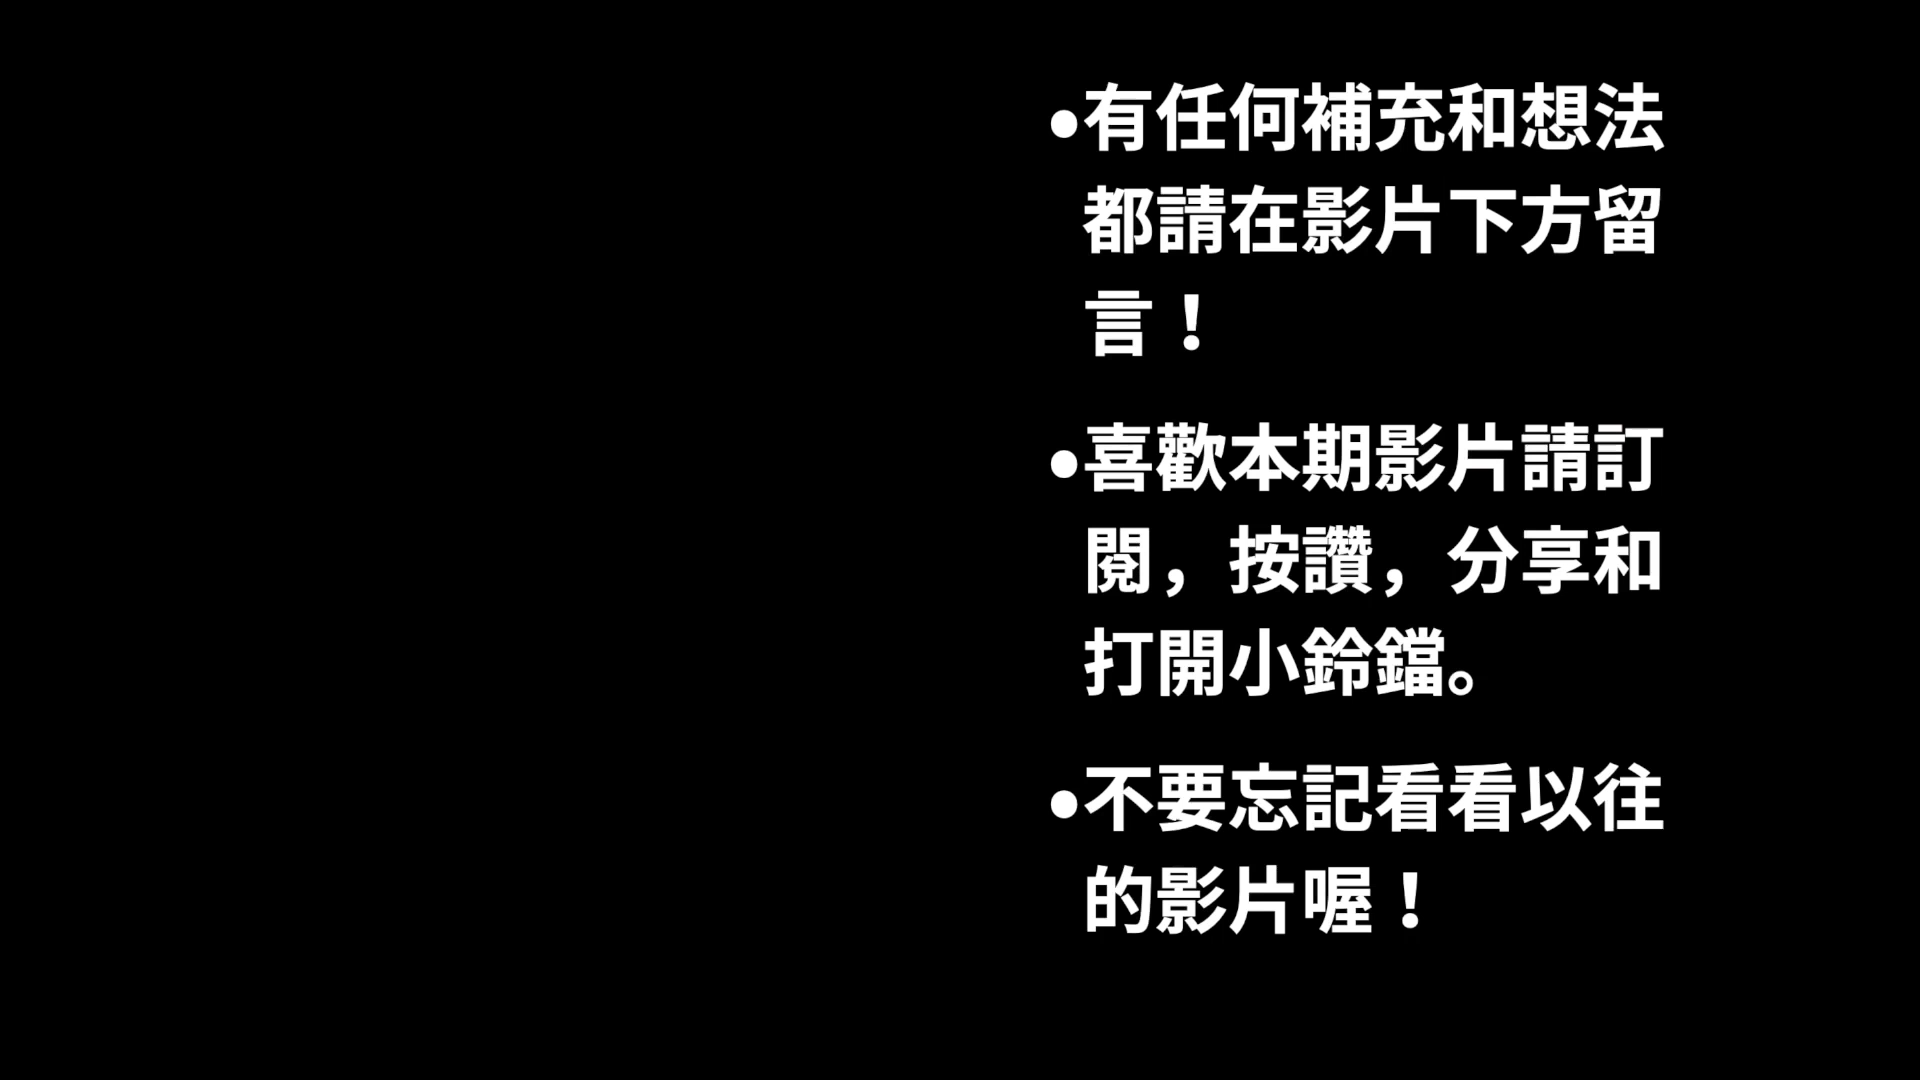 •有任何補充和想法
都請在影片下方留
言！
•喜歡本期影片請訂
閱，按讚，分享和
打開小鈴鐺。
•不要忘記看看以往
的影片喔！